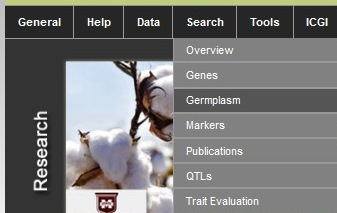 General Help Data Search Tools ICGI
Overview
Genes
Germplasm
Markers
Publications
QTLs
Trait Evaluation
Research